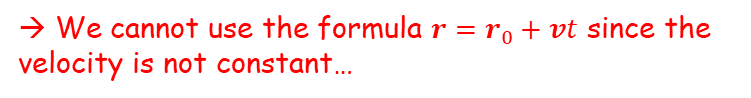 → We cannot use the formula 𝒓 = 𝒓₀ + 𝒗𝑡 since the
velocity is not constant…